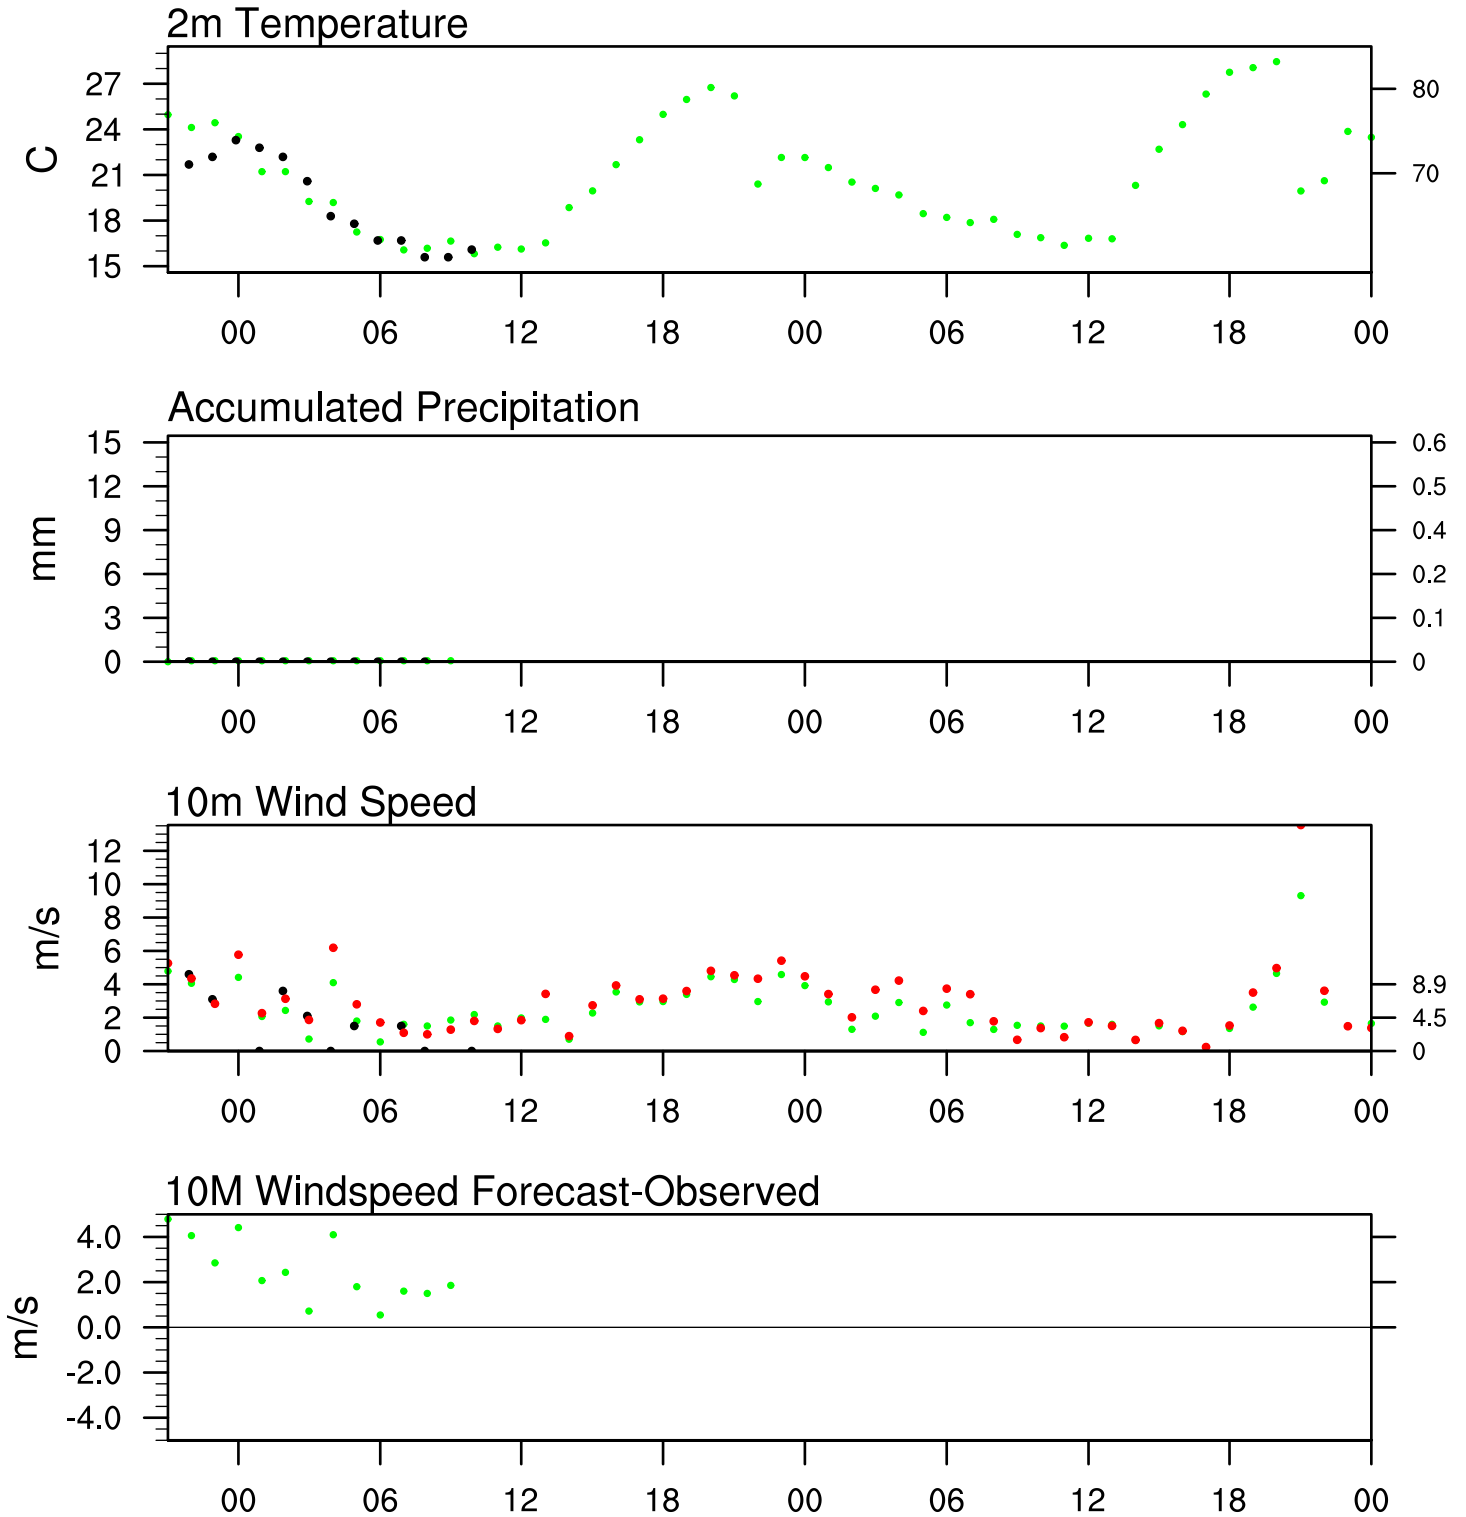 2m Temperature
27
24
21
18
15
C
80
70
00 06 12 18 00 06 12 18 00
Accumulated Precipitation
15
12
9
6
3
0
mm
0.6
0.5
0.4
0.2
0.1
0
00 06 12 18 00 06 12 18 00
10m Wind Speed
12
10
8
6
4
2
0
m/s
8.9
4.5
0
00 06 12 18 00 06 12 18 00
10M Windspeed Forecast-Observed
4.0
2.0
0.0
-2.0
-4.0
m/s
00 06 12 18 00 06 12 18 00